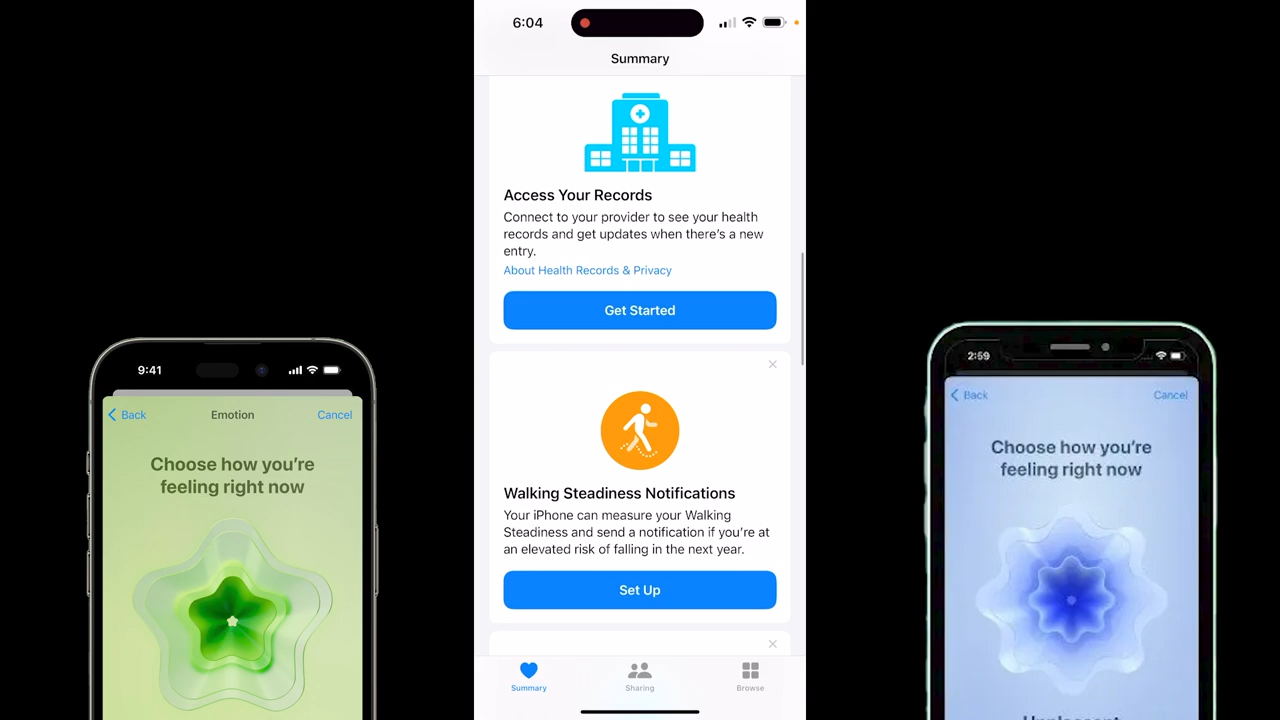 6:04
Summary
Access Your Records
Connect to your provider to see your health
records and get updates when there's a new
entry.
About Health Records & Privacy
Get Started
Walking Steadiness Notifications
Your iPhone can measure your Walking
Steadiness and send a notification if you're at
an elevated risk of falling in the next year.
Set Up
Summary
Sharing
Browse
9:41
Back
Emotion
Cancel
Choose how you're
feeling right now
2:59
Back
Cancel
Choose how you're
feeling right now